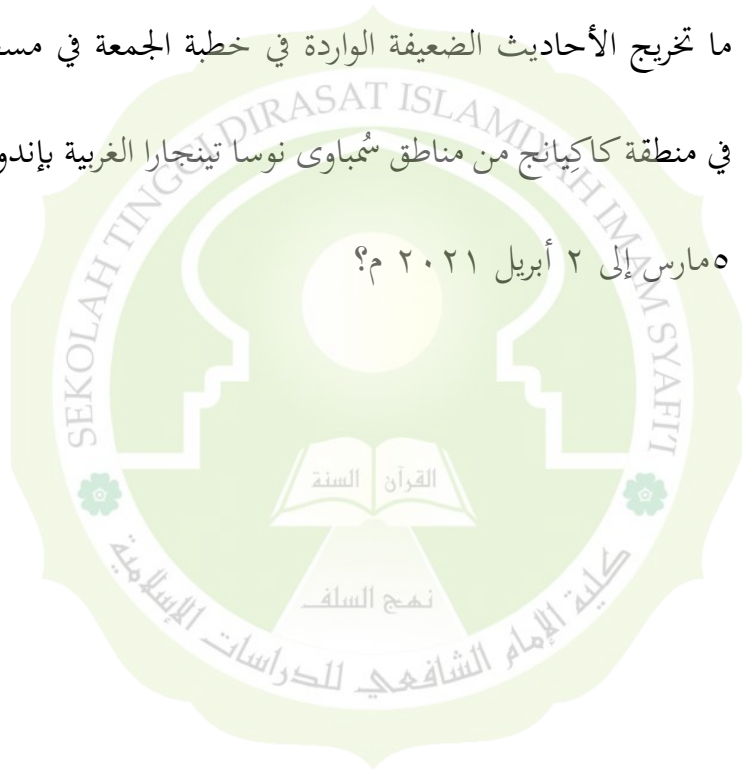 ما تخريج الأحاديث الضعيفة الواردة في خطبة الجمعة في
في منطقة كاكِيانج من مناطق سُمباوى نوسا تينجارا الغربية
٥مارس إلى ٢ أبريل ٢٠٢١ م؟
SEKOLAH TINGGI DIRASAT ISLAMIYAH IMAM SYAFI'I
القرآن السنة
نهج السلف
كلية الإمام الشافعي للدراسات الإسلامية